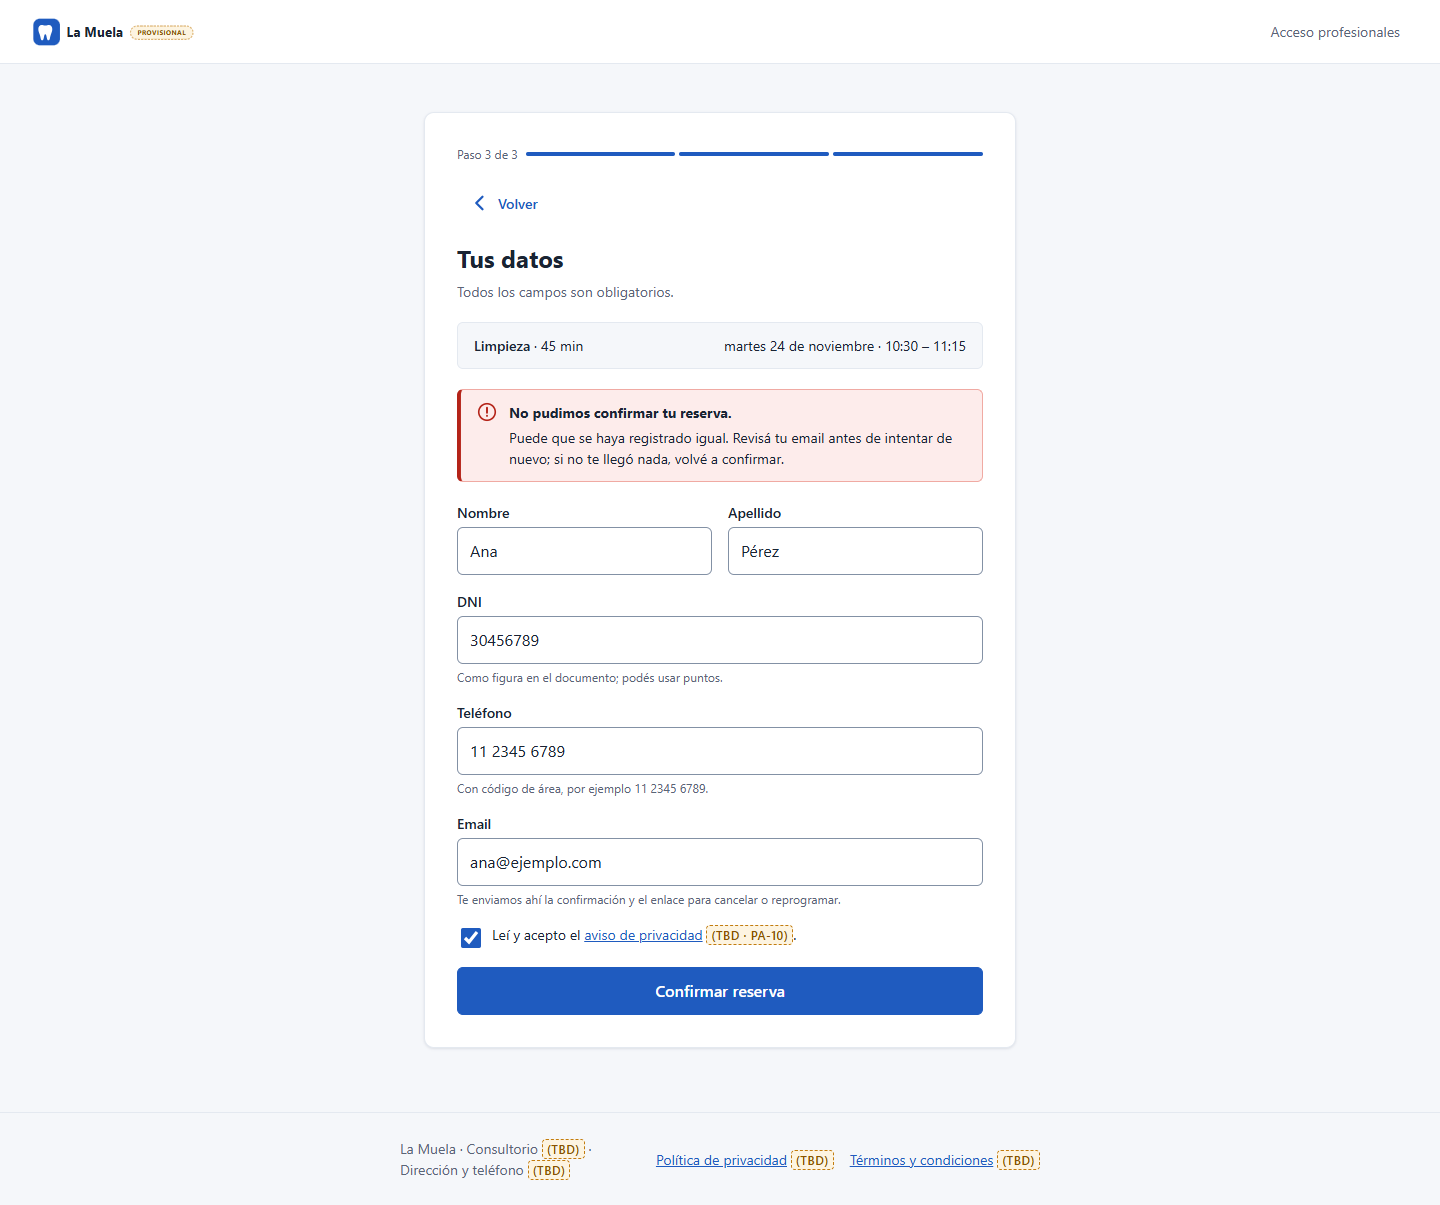 La Muela PROVISIONAL
Acceso profesionales
Paso 3 de 3
Volver
Tus datos
Todos los campos son obligatorios.
Limpieza · 45 min
martes 24 de noviembre · 10:30 – 11:15
No pudimos confirmar tu reserva.
Puede que se haya registrado igual. Revisá tu email antes de intentar de
nuevo; si no te llegó nada, volvé a confirmar.
Nombre
Apellido
Ana
Pérez
DNI
30456789
Como figura en el documento; podés usar puntos.
Teléfono
11 2345 6789
Con código de área, por ejemplo 11 2345 6789.
Email
ana@ejemplo.com
Te enviamos ahí la confirmación y el enlace para cancelar o reprogramar.
Leí y acepto el aviso de privacidad (TBD · PA-10).
Confirmar reserva
La Muela · Consultorio (TBD) ·
Dirección y teléfono (TBD)
Política de privacidad (TBD)
Términos y condiciones (TBD)